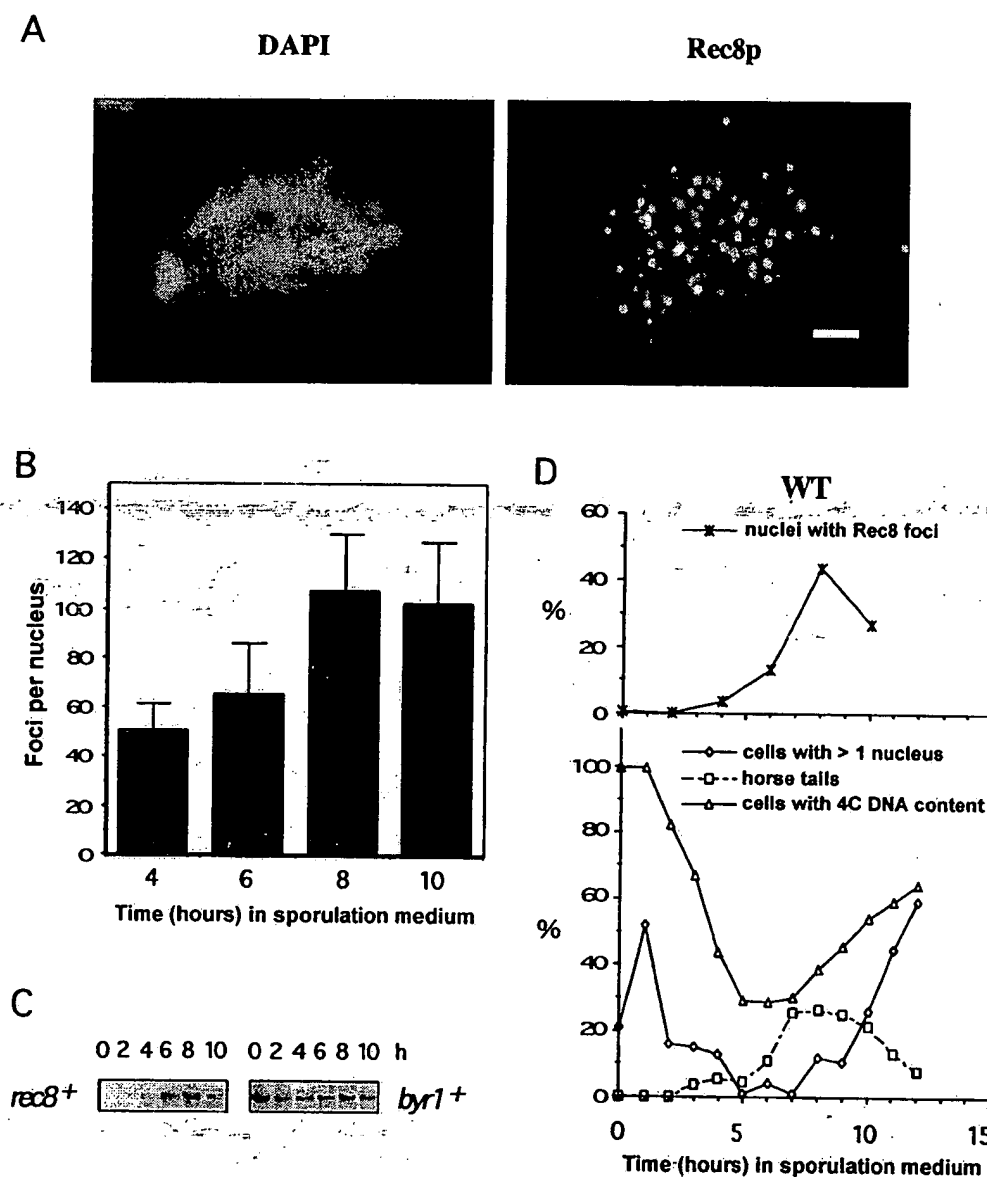 A
DAPI
Rec8p
B
140
120
100
80
60
40
20
0
Foci per nucleus
4 6 8 10
Time (hours) in sporulation medium
C
0 2 4 6 8 10 h
rec8+
0 2 4 6 8 10
byr1+
D
WT
60
40
20
0
%
nuclei with Rec8 foci
cells with > 1 nucleus
horse tails
cells with 4C DNA content
100
80
60
40
20
0
%
0 5 10 15
Time (hours) in sporulation medium